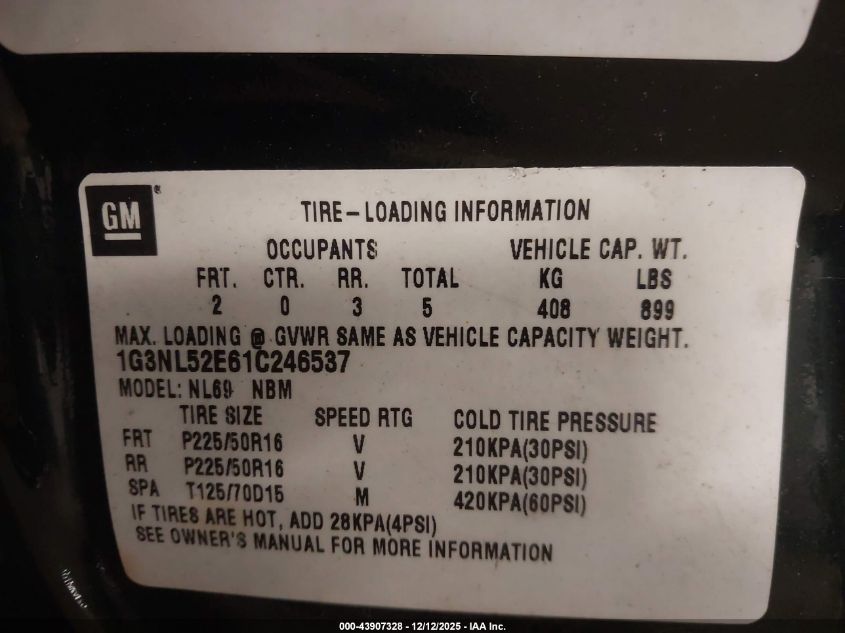 GM®
TIRE-LOADING INFORMATION
OCCUPANTS VEHICLE CAP. WT.
FRT. CTR. RR. TOTAL KG LBS
2 0 3 5 408 899
MAX. LOADING @ GVWR SAME AS VEHICLE CAPACITY WEIGHT.
1G3NL52E61C246537
MODEL: NL69 NBM
TIRE SIZE SPEED RTG COLD TIRE PRESSURE
FRT P225/50R16 V 210KPA(30PSI)
RR P225/50R16 V 210KPA(30PSI)
SPA T125/70D15 M 420KPA(60PSI)
IF TIRES ARE HOT, ADD 28KPA(4PSI)
SEE OWNER'S MANUAL FOR MORE INFORMATION
000-43907328 - 12/12/2025 - IAA Inc.